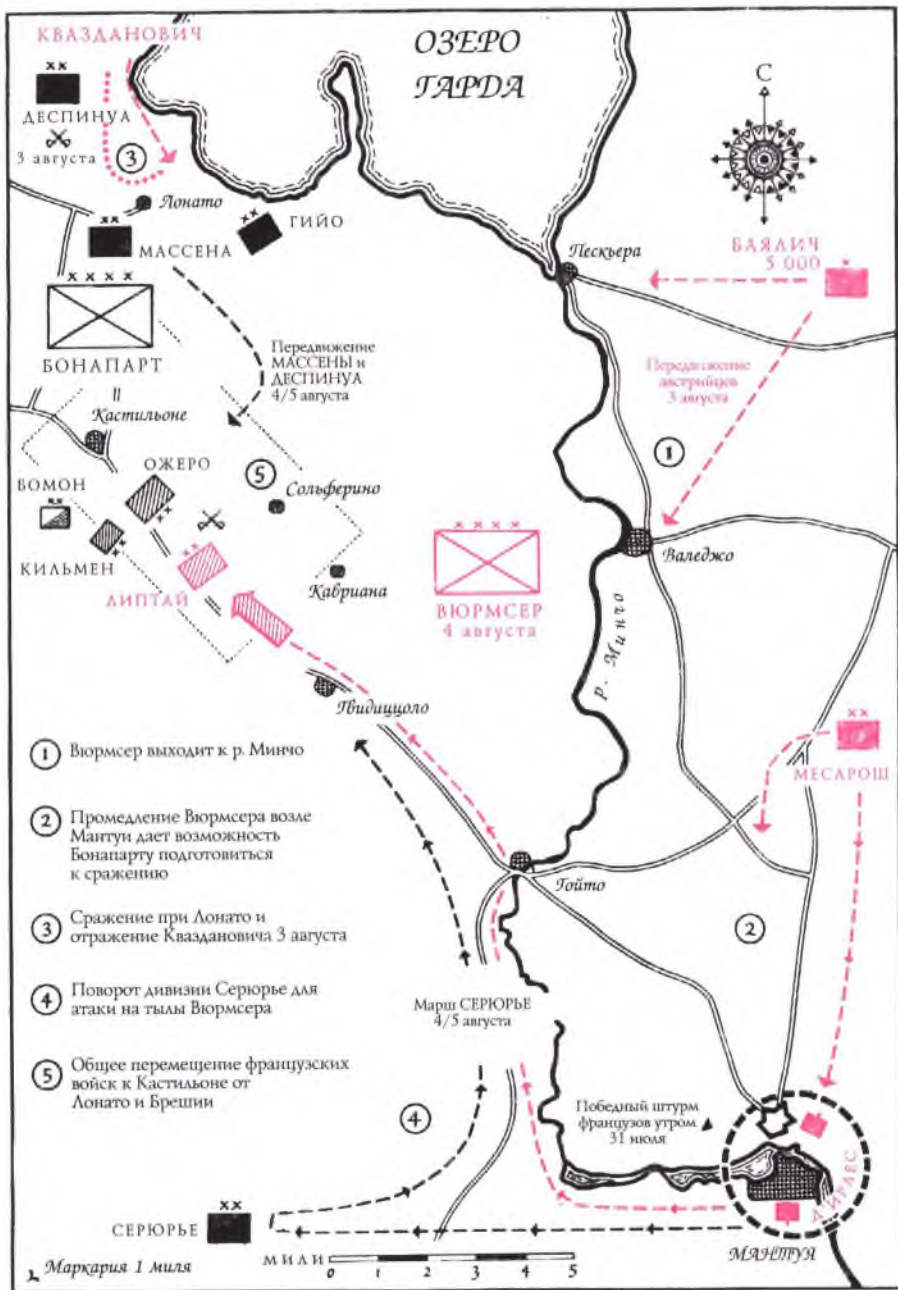 КВАЗДАНОВИЧ
ОЗЕРО
ГАРДА
С
x x
ДЕСПИНУА
3 августа
3
Лонато
x x
МАССЕНА
x x
ГИЙО
Пескьера
БАЯЛИЧ
5 000
x
x x x x
БОНАПАРТ
Передвижение
МАССЕНЫ и
ДЕСПИНУА
4/5 августа
Передвижение
австрийцев
3 августа
1
Кастильоне
ОЖЕРО
x x
5
Сольферино
БОМОН
x x
КИЛЬМЕН
x x
x x
ЛИПТАЙ
Кавриана
x x x x
ВЮРМСЕР
4 августа
Валеджо
р. Минчо
Гвидиццоло
x x
МЕСАРОШ
1 Вюрмсер выходит к р. Минчо
2 Промедление Вюрмсера возле
Мантуи дает возможность
Бонапарту подготовиться
к сражению
3 Сражение при Лонато и
отражение Кваздановича 3 августа
4 Поворот дивизии Серюрье для
атаки на тылы Вюрмсера
5 Общее перемещение французских
войск к Кастильоне от
Лонато и Брешии
Гойто
2
Марш СЕРЮРЬЕ
4/5 августа
4
Победный штурм
французов утром
31 июля
Д'ИРЛЕС
МАНТУЯ
x x
СЕРЮРЬЕ
МИЛИ
0 1 2 3 4 5
Маркария 1 миля